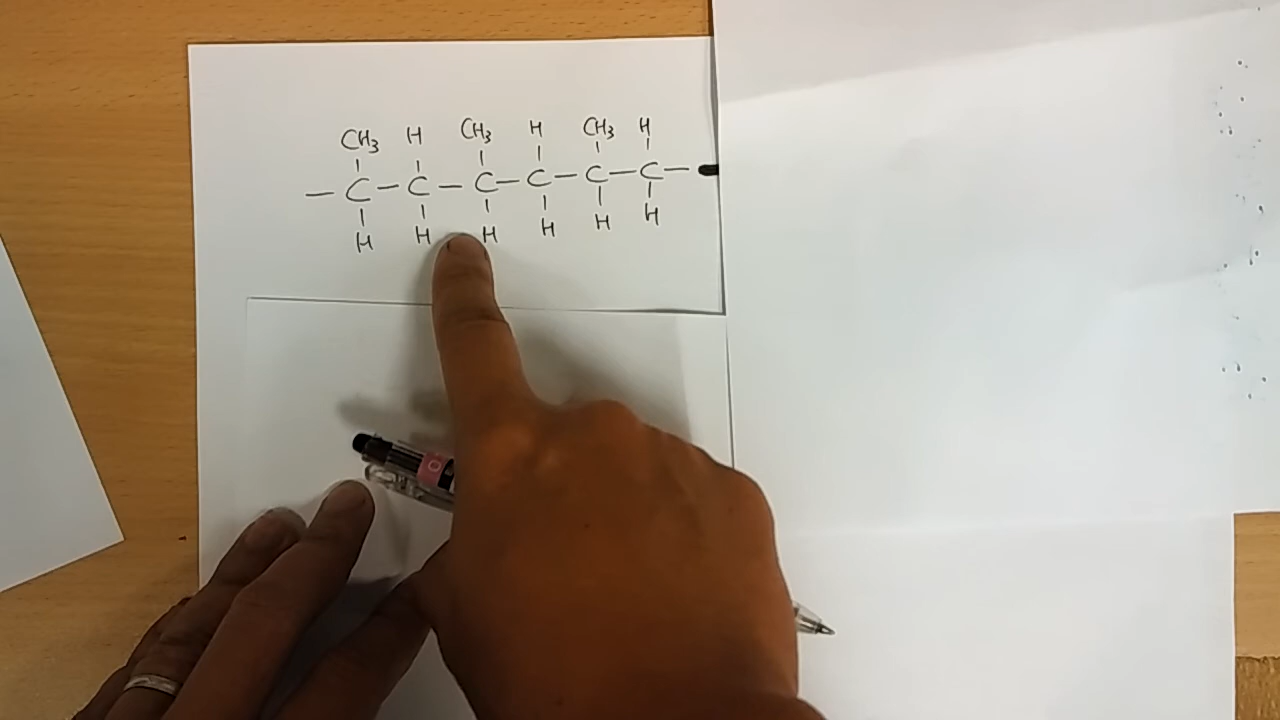 CH3 H CH3 H CH3 H
— C — C — C — C — C — C —
H H H H H H